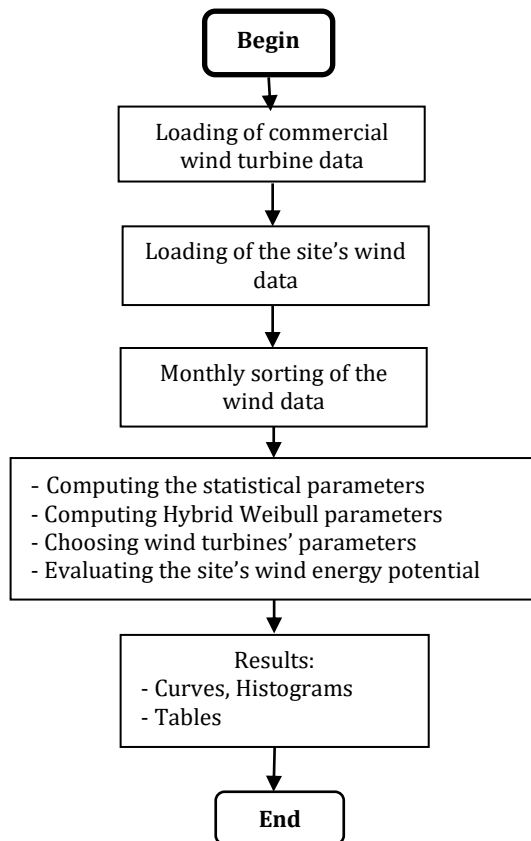 Begin
Loading of commercial
wind turbine data
Loading of the site’s wind
data
Monthly sorting of the
wind data
- Computing the statistical parameters
- Computing Hybrid Weibull parameters
- Choosing wind turbines’ parameters
- Evaluating the site’s wind energy potential
Results:
- Curves, Histograms
- Tables
End